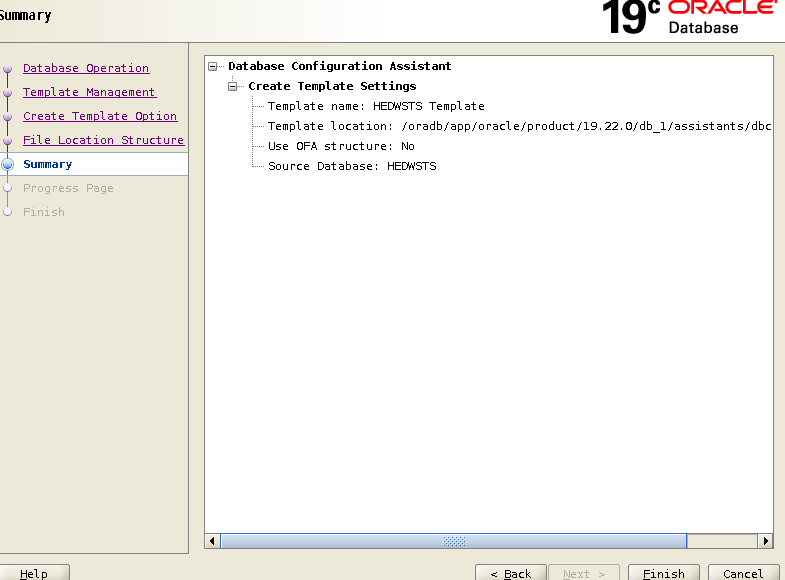 Summary
19c ORACLE
Database
Database Operation
Template Management
Create Template Option
File Location Structure
Summary
Progress Page
Finish
Database Configuration Assistant
Create Template Settings
Template name: HEDWSTS Template
Template location: /oradb/app/oracle/product/19.22.0/db_1/assistants/dbc
Use OFA structure: No
Source Database: HEDWSTS
Help
< Back
Next >
Finish
Cancel